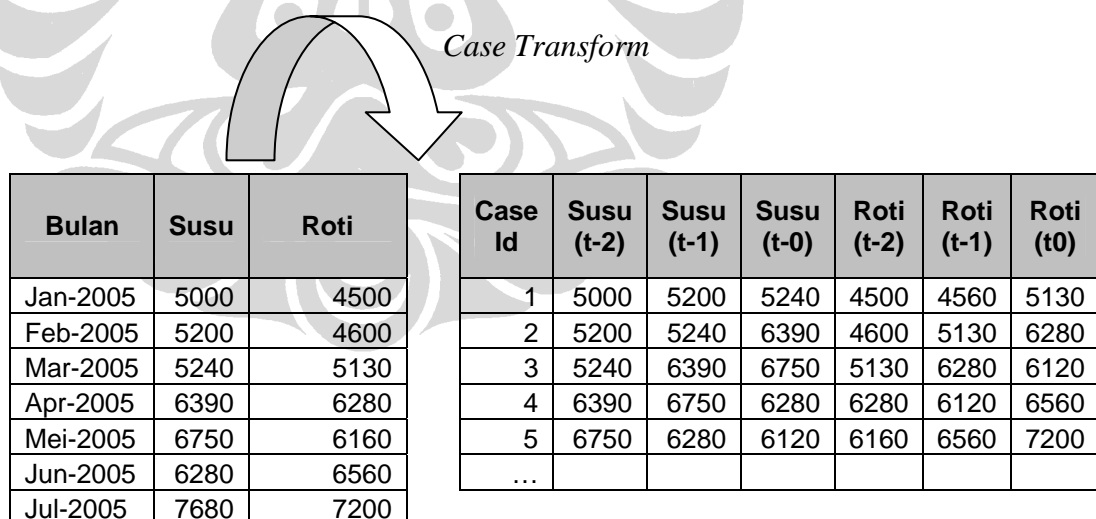 Case Transform
Bulan Susu Roti
Jan-2005 5000 4500
Feb-2005 5200 4600
Mar-2005 5240 5130
Apr-2005 6390 6280
Mei-2005 6750 6160
Jun-2005 6280 6560
Jul-2005 7680 7200
Case Id Susu (t-2) Susu (t-1) Susu (t-0) Roti (t-2) Roti (t-1) Roti (t0)
1 5000 5200 5240 4500 4560 5130
2 5200 5240 6390 4600 5130 6280
3 5240 6390 6750 5130 6280 6120
4 6390 6750 6280 6280 6120 6560
5 6750 6280 6120 6160 6560 7200
…